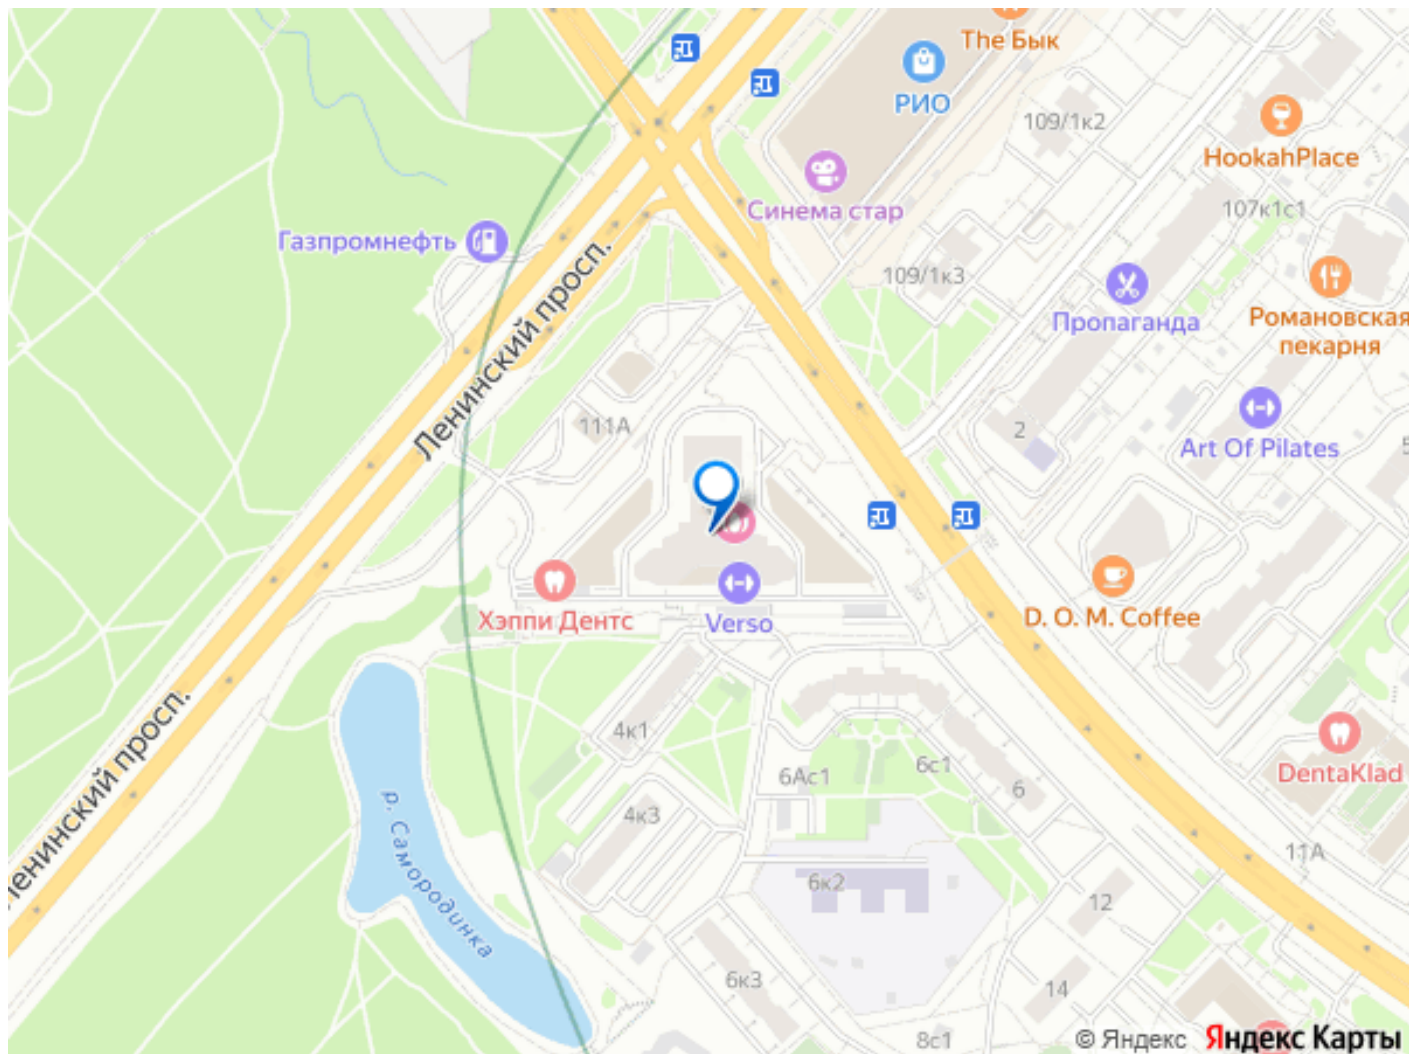 The Бык
РИО
109/1к2
HookahPlace
Синема стар
107к1с1
Газпромнефть
109/1к3
Ленинский просп.
Пропаганда
Романовская
пекарня
111А
2
Art Of Pilates
Хэппи Дентс
Verso
D. O. M. Coffee
Ленинский просп.
4к1
6Ас1
6с1
6
DentaKlad
р. Самородинка
4к3
11А
6к2
12
6к3
14
8с1
© Яндекс Яндекс Карты